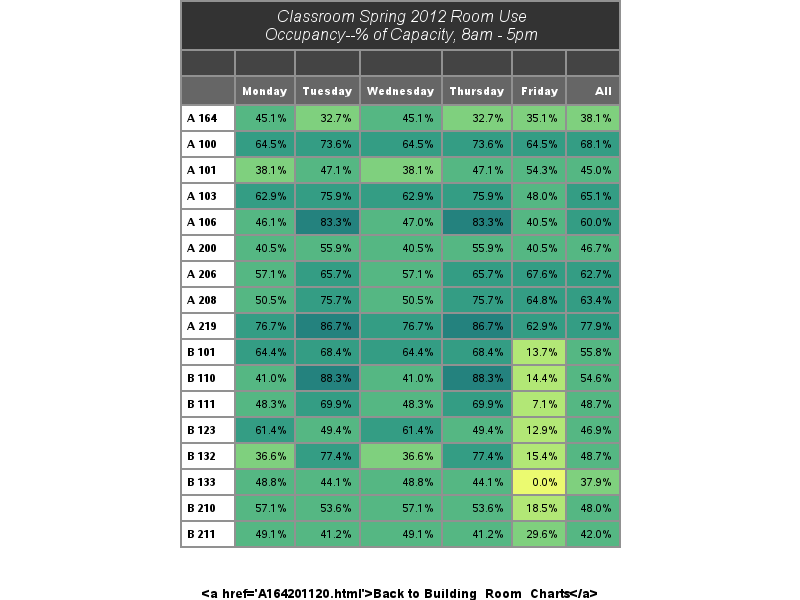 Classroom Spring 2012 Room Use
Occupancy--% of Capacity, 8am - 5pm
Monday Tuesday Wednesday Thursday Friday All
A 164 45.1% 32.7% 45.1% 32.7% 35.1% 38.1%
A 100 64.5% 73.6% 64.5% 73.6% 64.5% 68.1%
A 101 38.1% 47.1% 38.1% 47.1% 54.3% 45.0%
A 103 62.9% 75.9% 62.9% 75.9% 48.0% 65.1%
A 106 46.1% 83.3% 47.0% 83.3% 40.5% 60.0%
A 200 40.5% 55.9% 40.5% 55.9% 40.5% 46.7%
A 206 57.1% 65.7% 57.1% 65.7% 67.6% 62.7%
A 208 50.5% 75.7% 50.5% 75.7% 64.8% 63.4%
A 219 76.7% 86.7% 76.7% 86.7% 62.9% 77.9%
B 101 64.4% 68.4% 64.4% 68.4% 13.7% 55.8%
B 110 41.0% 88.3% 41.0% 88.3% 14.4% 54.6%
B 111 48.3% 69.9% 48.3% 69.9% 7.1% 48.7%
B 123 61.4% 49.4% 61.4% 49.4% 12.9% 46.9%
B 132 36.6% 77.4% 36.6% 77.4% 15.4% 48.7%
B 133 48.8% 44.1% 48.8% 44.1% 0.0% 37.9%
B 210 57.1% 53.6% 57.1% 53.6% 18.5% 48.0%
B 211 49.1% 41.2% 49.1% 41.2% 29.6% 42.0%
<a href='A164201120.html'>Back to Building_Room_Charts</a>